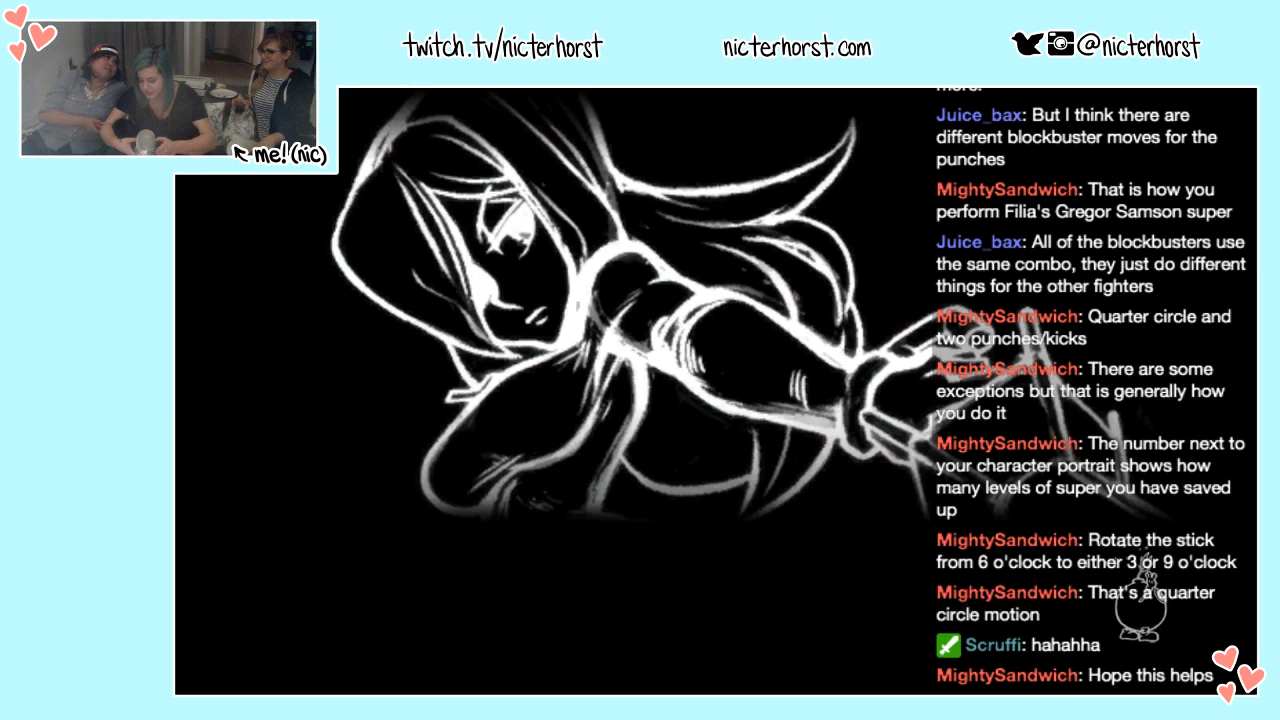 twitch.tv/nicterhorst
nicterhorst.com
@nicterhorst
me! (nic)
more.
Juice_bax: But I think there are
different blockbuster moves for the
punches
MightySandwich: That is how you
perform Filia's Gregor Samson super
Juice_bax: All of the blockbusters use
the same combo, they just do different
things for the other fighters
MightySandwich: Quarter circle and
two punches/kicks
MightySandwich: There are some
exceptions but that is generally how
you do it
MightySandwich: The number next to
your character portrait shows how
many levels of super you have saved
up
MightySandwich: Rotate the stick
from 6 o'clock to either 3 or 9 o'clock
MightySandwich: That's a quarter
circle motion
Scruffi: hahahha
MightySandwich: Hope this helps